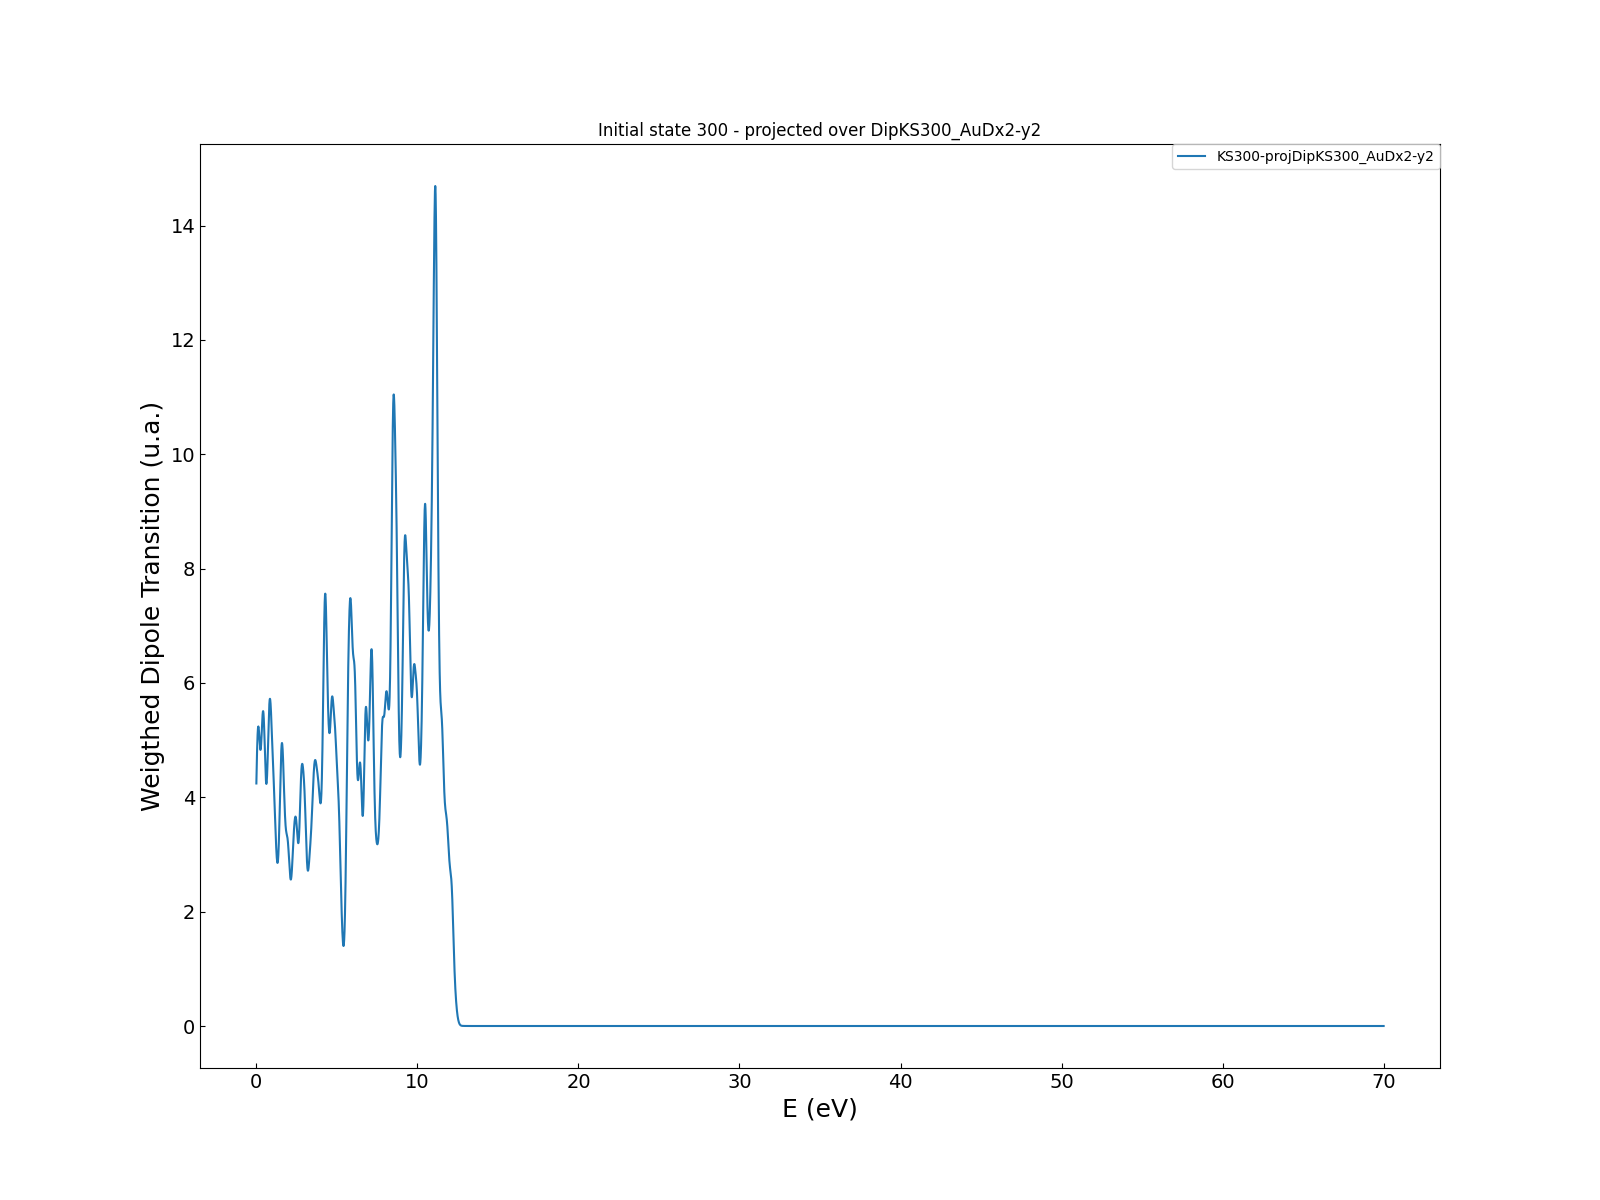 Initial state 300 - projected over DipKS300_AuDx2-y2
KS300-projDipKS300_AuDx2-y2
Weigthed Dipole Transition (u.a.)
14
12
10
8
6
4
2
0
0 10 20 30 40 50 60 70
E (eV)